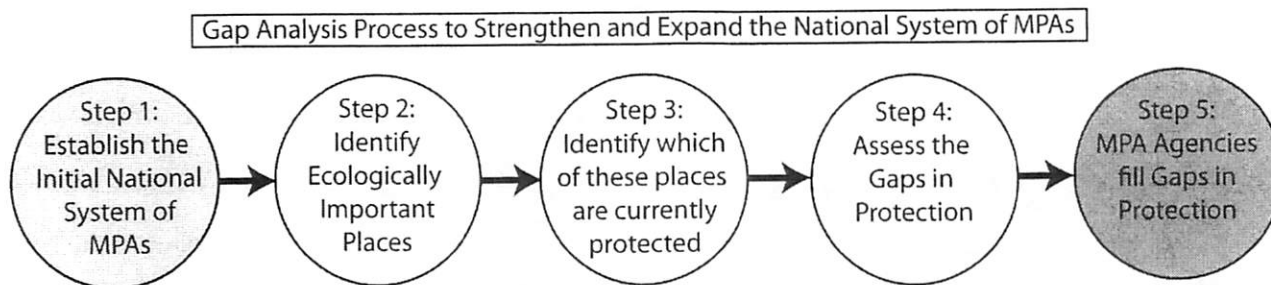 Gap Analysis Process to Strengthen and Expand the National System of MPAs
Step 1:
Establish the
Initial National
System of
MPAs
Step 2:
Identify
Ecologically
Important
Places
Step 3:
Identify which
of these places
are currently
protected
Step 4:
Assess the
Gaps in
Protection
Step 5:
MPA Agencies
fill Gaps in
Protection